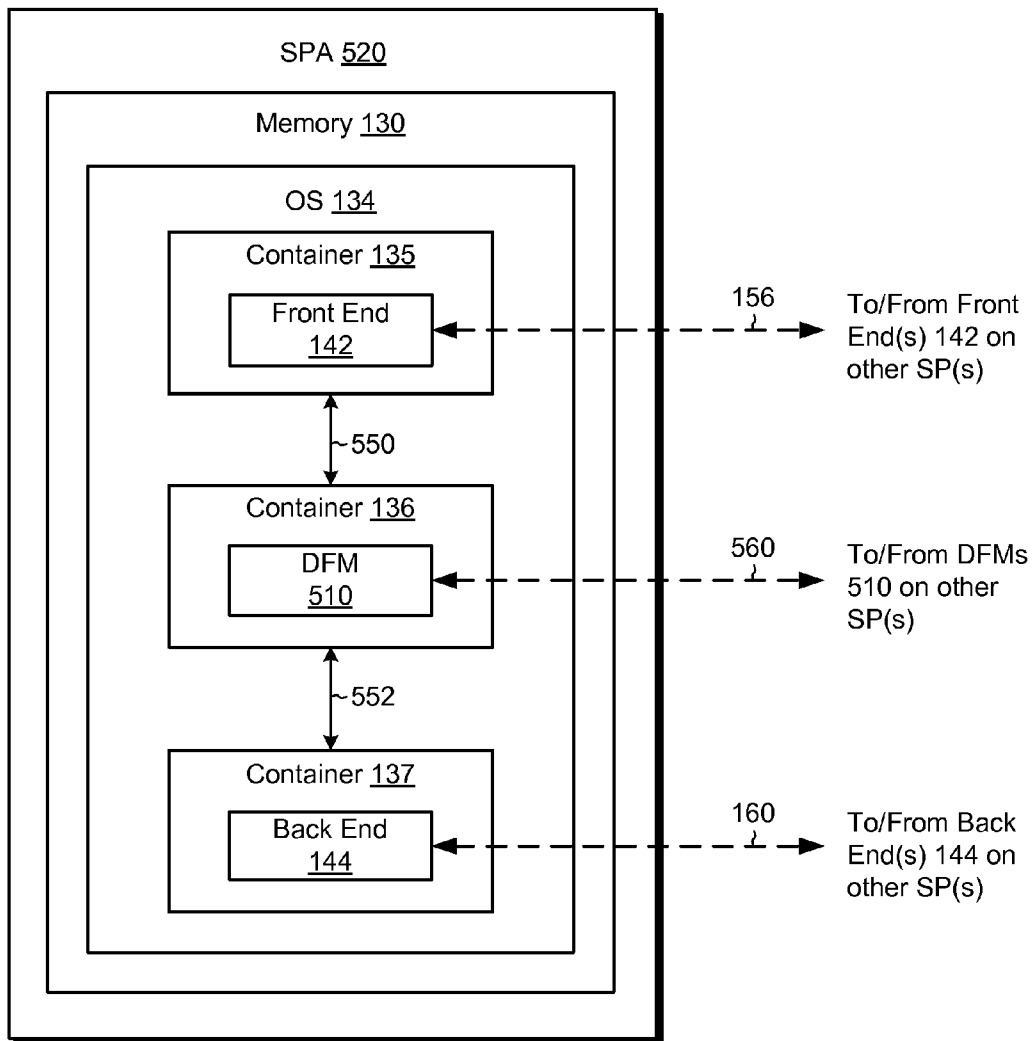 SPA 520
Memory 130
OS 134
Container 135
Front End
142
156
To/From Front
End(s) 142 on
other SP(s)
550
Container 136
DFM
510
560
To/From DFMs
510 on other
SP(s)
552
Container 137
Back End
144
160
To/From Back
End(s) 144 on
other SP(s)